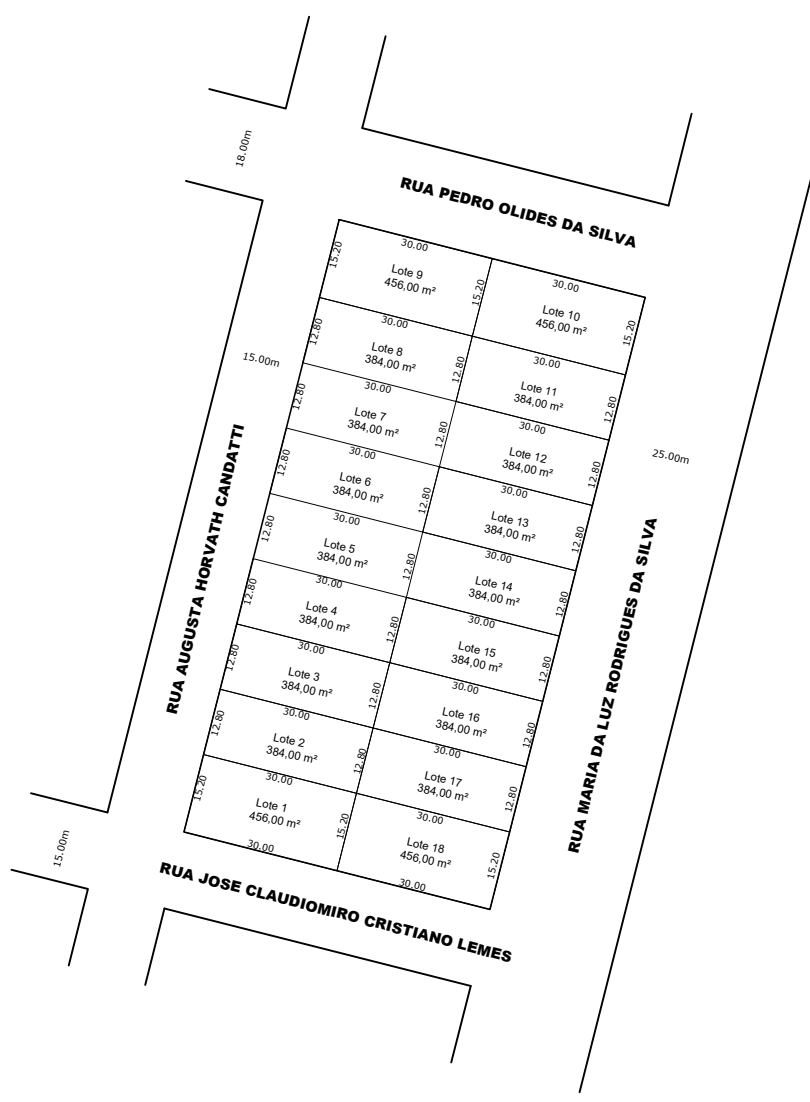 18.00m
RUA PEDRO OLIDES DA SILVA
15.20
30.00
Lote 9
456,00 m²
15.20
30.00
Lote 10
456,00 m²
15.20
12.80
30.00
Lote 8
384,00 m²
12.80
30.00
Lote 11
384,00 m²
12.80
15.00m
12.80
30.00
Lote 7
384,00 m²
12.80
30.00
Lote 12
384,00 m²
12.80
25.00m
12.80
30.00
Lote 6
384,00 m²
12.80
30.00
Lote 13
384,00 m²
12.80
12.80
30.00
Lote 5
384,00 m²
12.80
30.00
Lote 14
384,00 m²
12.80
RUA AUGUSTA HORVATH CANDATTI
12.80
30.00
Lote 4
384,00 m²
12.80
30.00
Lote 15
384,00 m²
12.80
RUA MARIA DA LUZ RODRIGUES DA SILVA
12.80
30.00
Lote 3
384,00 m²
12.80
30.00
Lote 16
384,00 m²
12.80
12.80
30.00
Lote 2
384,00 m²
12.80
30.00
Lote 17
384,00 m²
12.80
15.20
30.00
Lote 1
456,00 m²
30.00
15.20
30.00
Lote 18
456,00 m²
30.00
15.20
15.00m
RUA JOSE CLAUDIOMIRO CRISTIANO LEMES